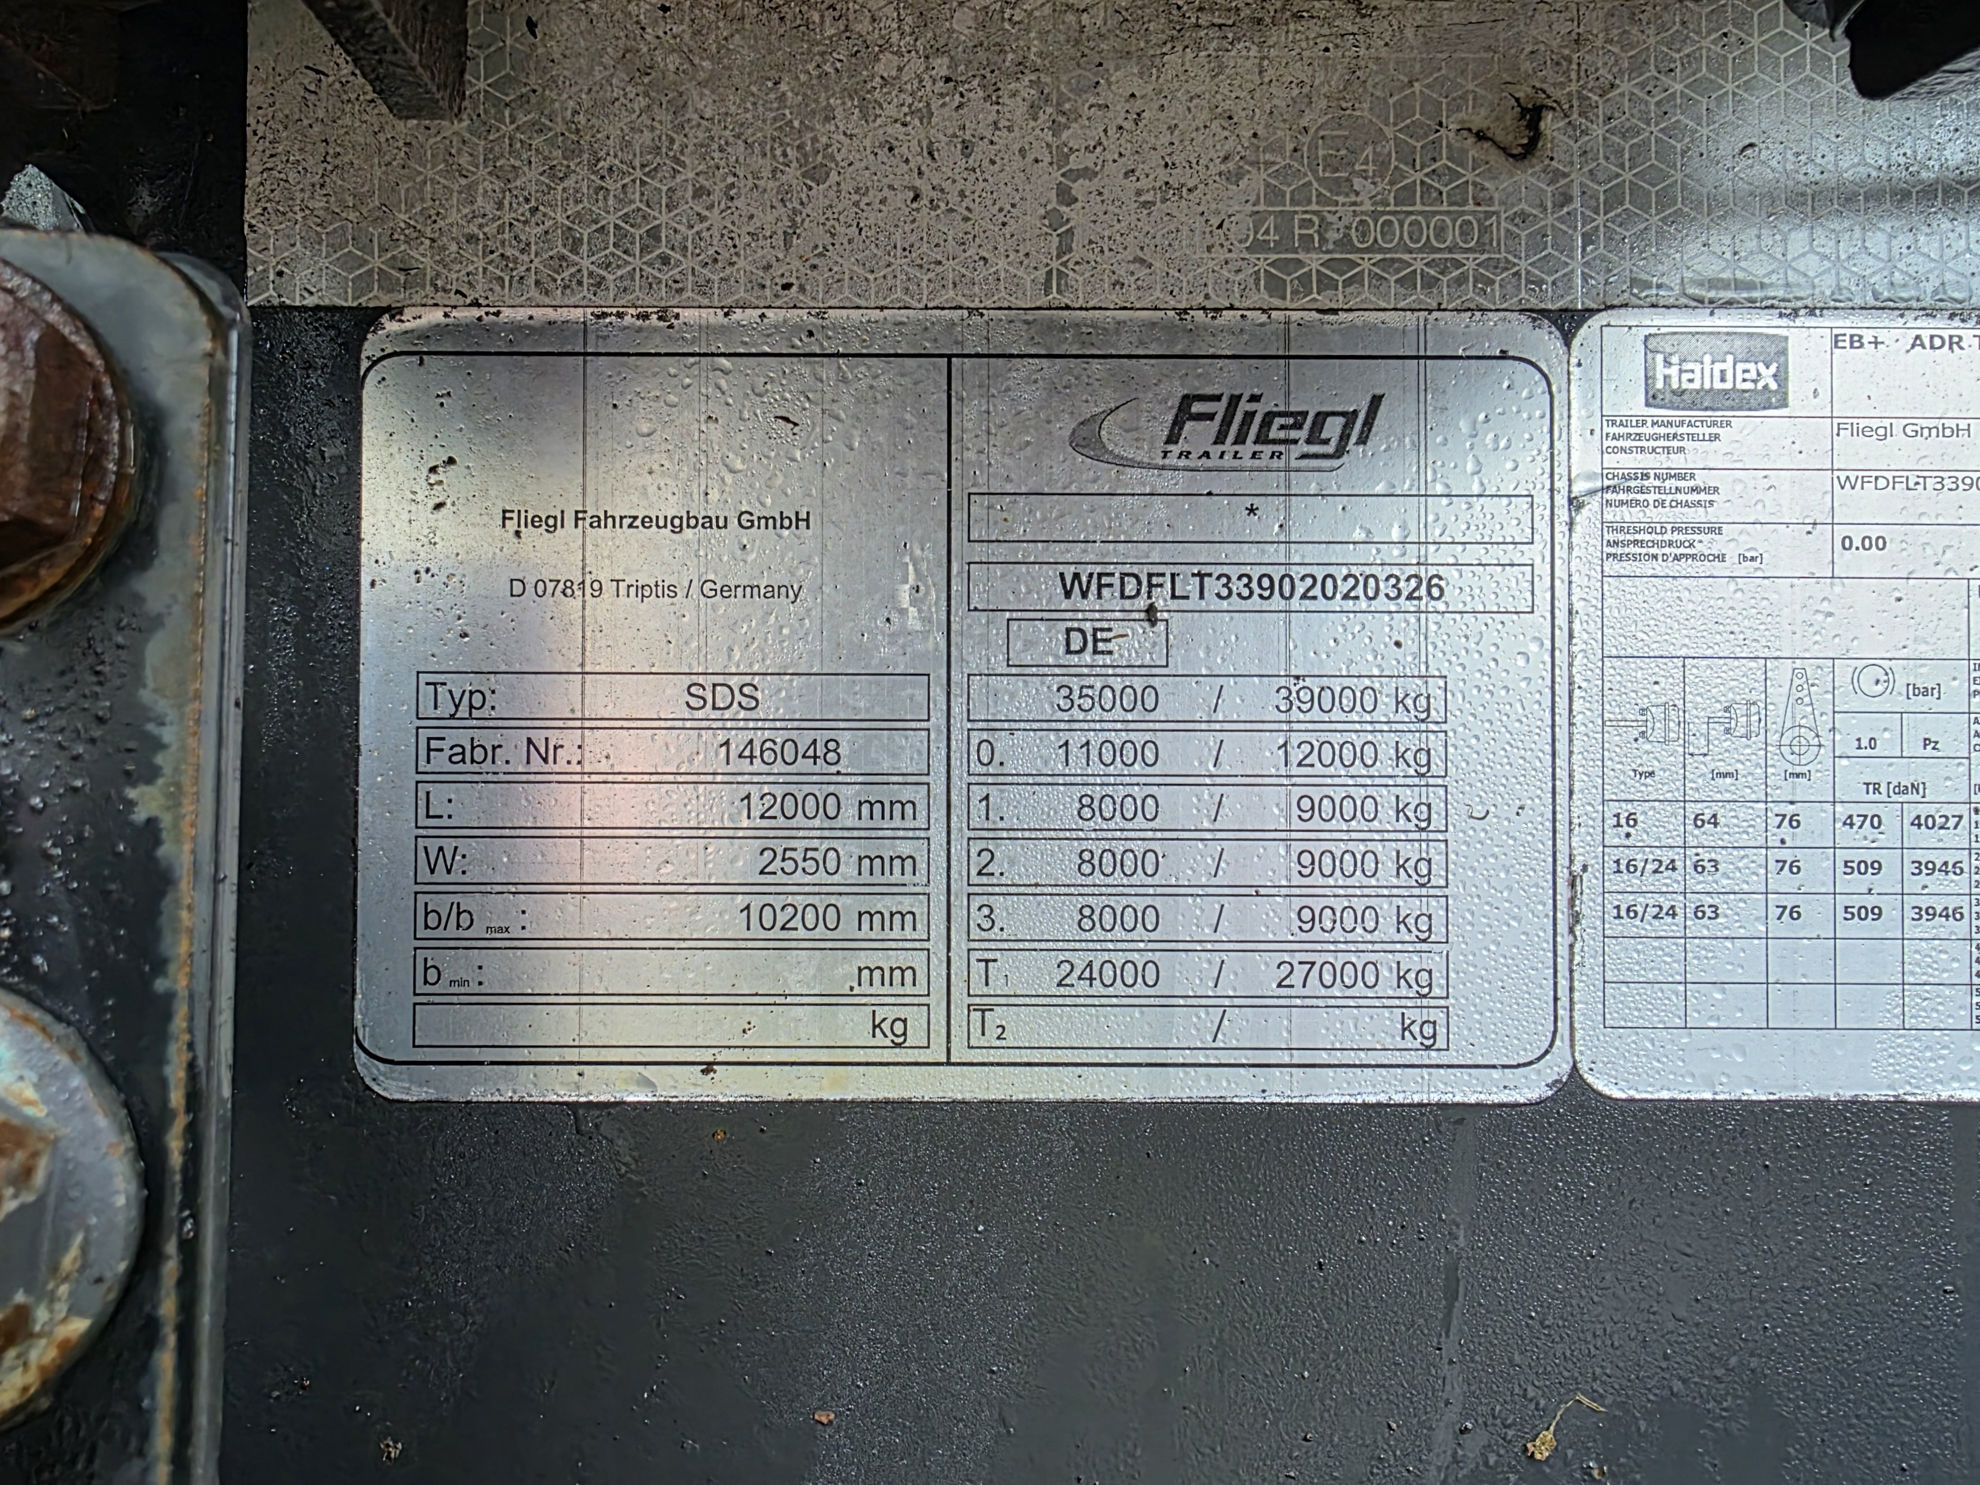 E4
04 R 000001
Fliegl
TRAILER
Fliegl Fahrzeugbau GmbH
D 07819 Triptis / Germany
*
WFDFLT33902020326
DE
Typ: SDS
Fabr. Nr.: 146048
L: 12000 mm
W: 2550 mm
b/b max : 10200 mm
b min : mm
kg
35000 / 39000 kg
0. 11000 / 12000 kg
1. 8000 / 9000 kg
2. 8000 / 9000 kg
3. 8000 / 9000 kg
T1 24000 / 27000 kg
T2 / kg
Haldex
EB+ ADR
TRAILER MANUFACTURER
FAHRZEUGHERSTELLER
CONSTRUCTEUR
Fliegl GmbH
CHASSIS NUMBER
FAHRGESTELLNUMMER
NUMERO DE CHASSIS
WFDFLT3390
THRESHOLD PRESSURE
ANSPRECHDRUCK
PRESSION D'APPROCHE [bar]
0.00
[bar]
1.0 Pz
Type [mm] [mm] TR [daN]
16 64 76 470 4027
16/24 63 76 509 3946
16/24 63 76 509 3946